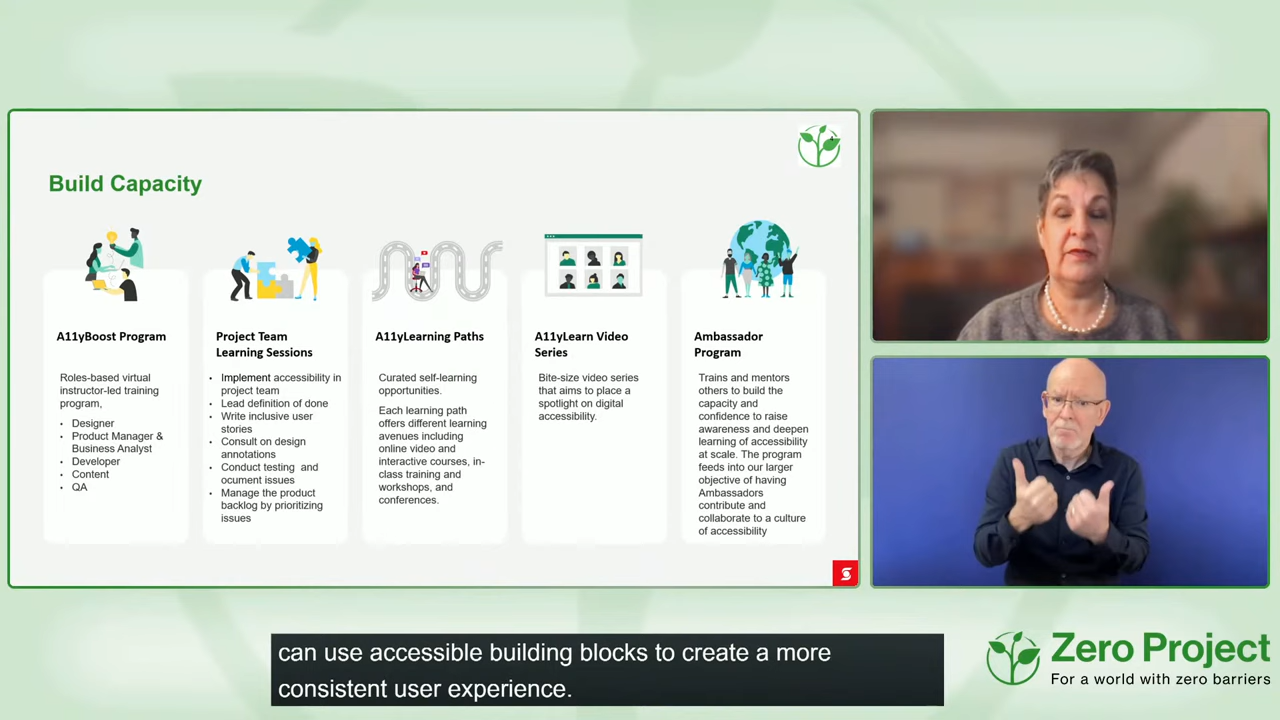 Build Capacity
A11yBoost Program
Roles-based virtual
instructor-led training
program,
• Designer
• Product Manager &
Business Analyst
• Developer
• Content
• QA
Project Team
Learning Sessions
• Implement accessibility in
project team
• Lead definition of done
• Write inclusive user
stories
• Consult on design
annotations
• Conduct testing and
ocument issues
• Manage the product
backlog by prioritizing
issues
A11yLearning Paths
Curated self-learning
opportunities.
Each learning path
offers different learning
avenues including
online video and
interactive courses, in-
class training and
workshops, and
conferences.
A11yLearn Video
Series
Bite-size video series
that aims to place a
spotlight on digital
accessibility.
Ambassador
Program
Trains and mentors
others to build the
capacity and
confidence to raise
awareness and deepen
learning of accessibility
at scale. The program
feeds into our larger
objective of having
Ambassadors
contribute and
collaborate to a culture
of accessibility
can use accessible building blocks to create a more
consistent user experience.
Zero Project
For a world with zero barriers